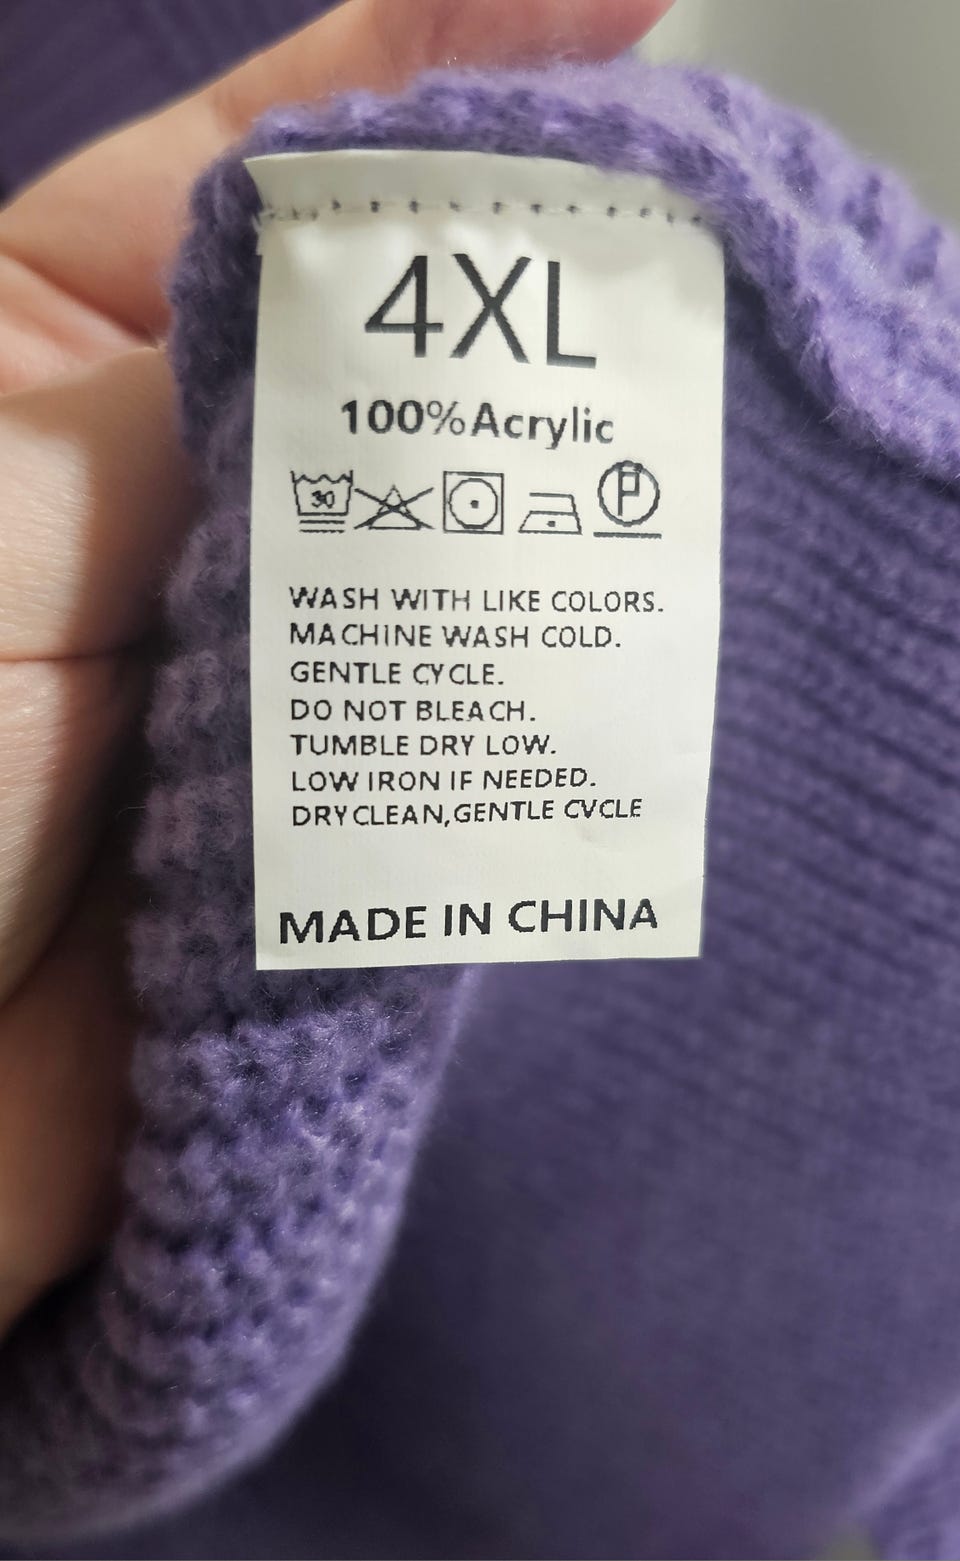 4XL
100%Acrylic
30 P
WASH WITH LIKE COLORS.
MACHINE WASH COLD.
GENTLE CYCLE.
DO NOT BLEACH.
TUMBLE DRY LOW.
LOW IRON IF NEEDED.
DRYCLEAN,GENTLE CVCLE
MADE IN CHINA